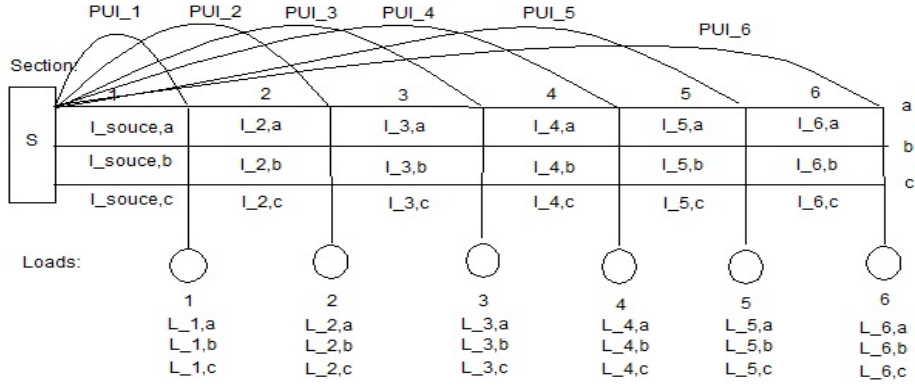 PUI_1 PUI_2 PUI_3 PUI_4 PUI_5
PUI_6
Section:
1 2 3 4 5 6 a
S I_souce,a I_2,a I_3,a I_4,a I_5,a I_6,a
b
I_souce,b I_2,b I_3,b I_4,b I_5,b I_6,b
c
I_souce,c I_2,c I_3,c I_4,c I_5,c I_6,c
Loads:
1 2 3 4 5 6
L_1,a L_2,a L_3,a L_4,a L_5,a L_6,a
L_1,b L_2,b L_3,b L_4,b L_5,b L_6,b
L_1,c L_2,c L_3,c L_4,c L_5,c L_6,c